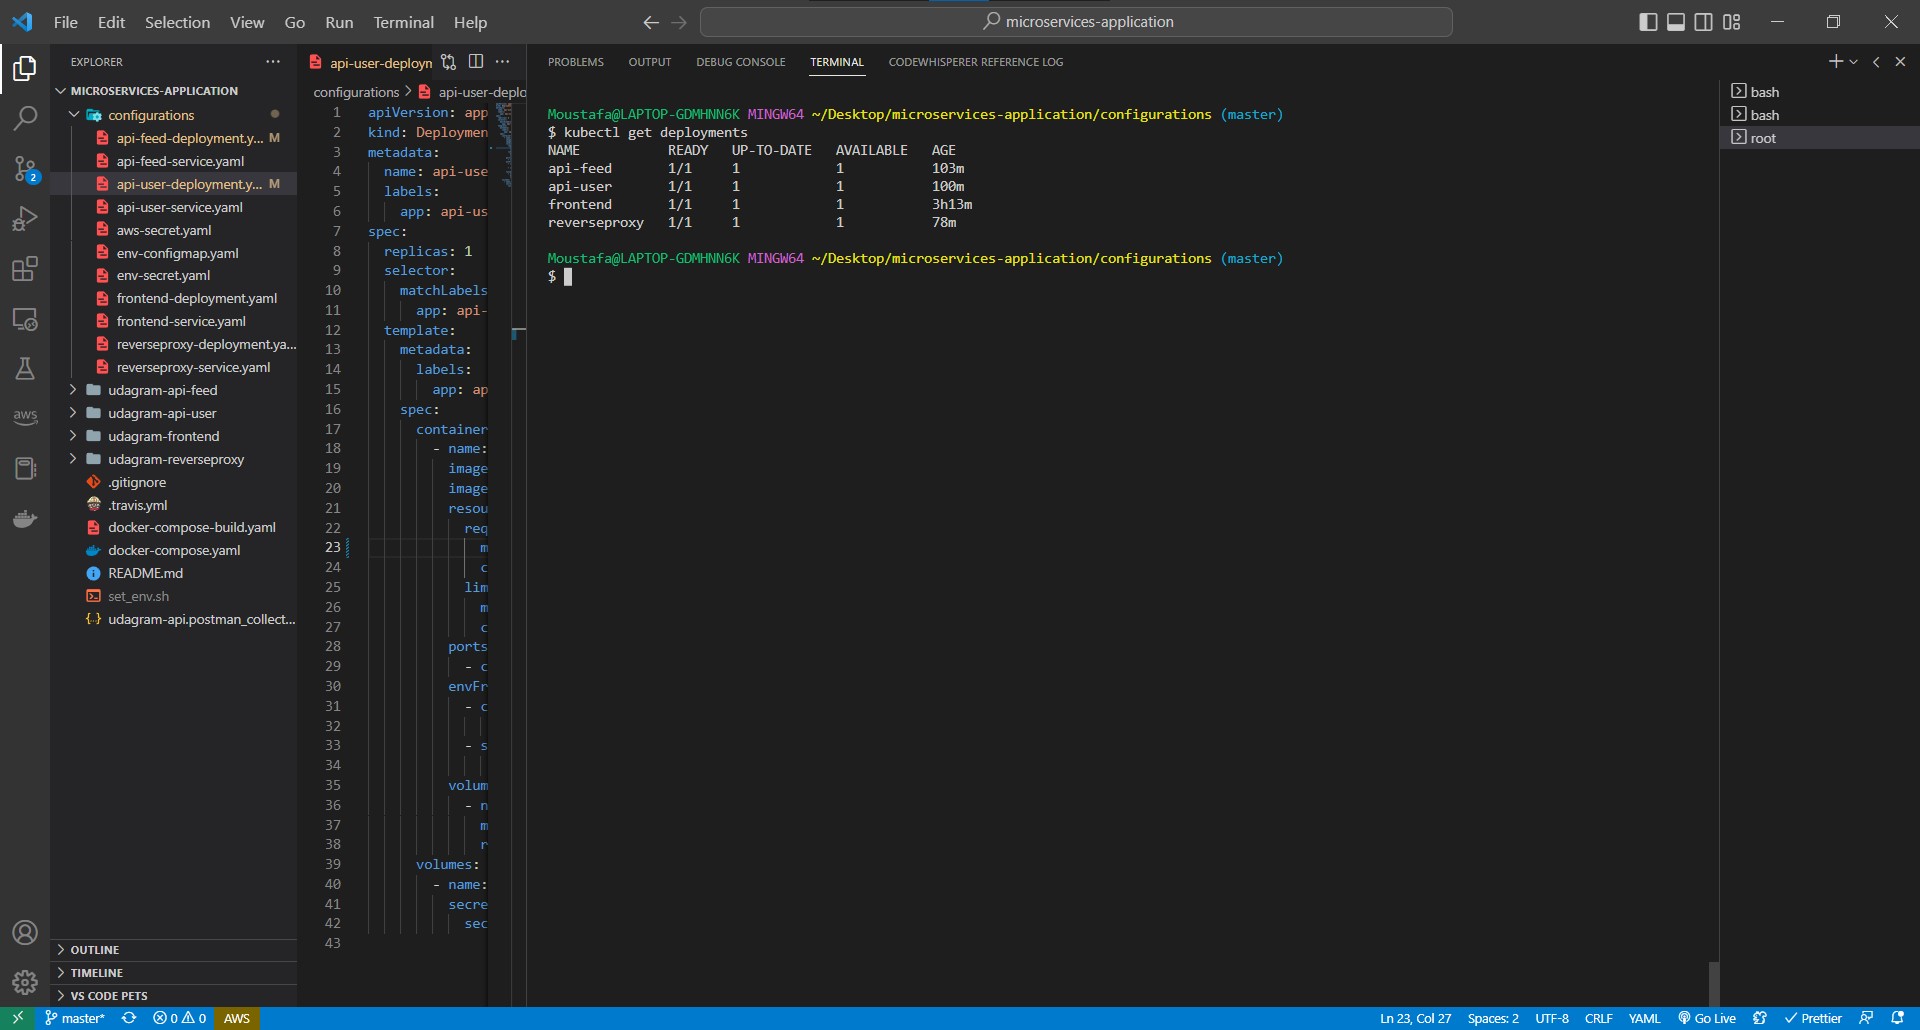 File Edit Selection View Go Run Terminal Help
microservices-application
EXPLORER
MICROSERVICES-APPLICATION
configurations
api-feed-deployment.y... M
api-feed-service.yaml
api-user-deployment.y... M
api-user-service.yaml
aws-secret.yaml
env-configmap.yaml
env-secret.yaml
frontend-deployment.yaml
frontend-service.yaml
reverseproxy-deployment.ya...
reverseproxy-service.yaml
udagram-api-feed
udagram-api-user
udagram-frontend
udagram-reverseproxy
.gitignore
.travis.yml
docker-compose-build.yaml
docker-compose.yaml
README.md
set_env.sh
udagram-api.postman_collect...
OUTLINE
TIMELINE
VS CODE PETS
2
aws
api-user-deploym
configurations > api-user-deplo
1 apiVersion: app
2 kind: Deploymen
3 metadata:
4 name: api-use
5 labels:
6 app: api-us
7 spec:
8 replicas: 1
9 selector:
10 matchLabels
11 app: api-
12 template:
13 metadata:
14 labels:
15 app: ap
16 spec:
17 container
18 - name:
19 image
20 image
21 resou
22 req
23 m
24 c
25 lim
26 m
27 c
28 ports
29 - c
30 envFr
31 - c
32
33 - s
34
35 volum
36 - n
37 m
38 r
39 volumes:
40 - name:
41 secre
42 sec
43
PROBLEMS OUTPUT DEBUG CONSOLE TERMINAL CODEWHISPERER REFERENCE LOG
Moustafa@LAPTOP-GDMHNN6K MINGW64 ~/Desktop/microservices-application/configurations (master)
$ kubectl get deployments
NAME READY UP-TO-DATE AVAILABLE AGE
api-feed 1/1 1 1 103m
api-user 1/1 1 1 100m
frontend 1/1 1 1 3h13m
reverseproxy 1/1 1 1 78m
Moustafa@LAPTOP-GDMHNN6K MINGW64 ~/Desktop/microservices-application/configurations (master)
$
bash
bash
root
master* 0 0 AWS
Ln 23, Col 27 Spaces: 2 UTF-8 CRLF YAML Go Live Prettier